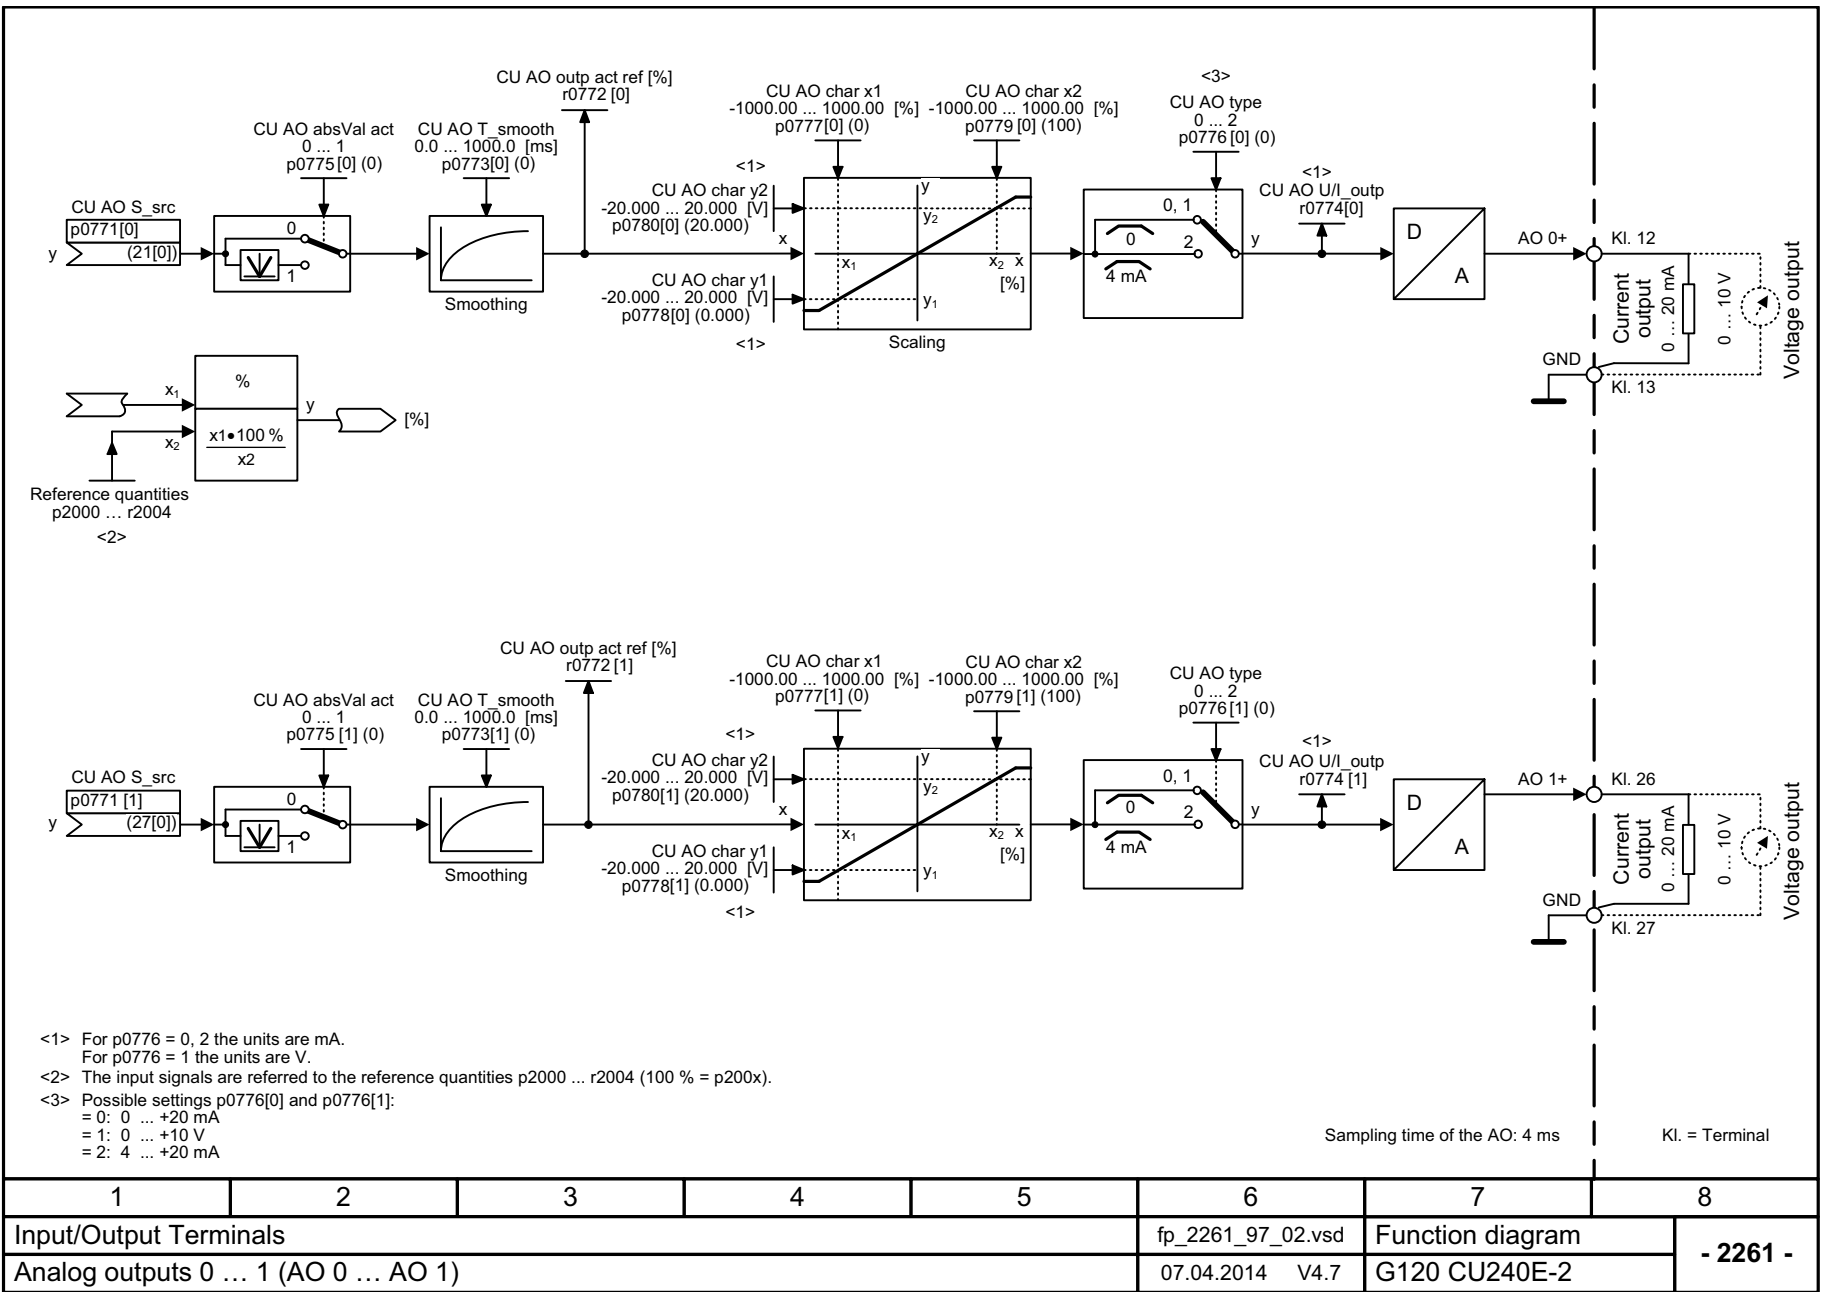 CU AO S_src
p0771[0]
(21[0])
y
CU AO absVal act
0 ... 1
p0775[0] (0)
0
1
CU AO T_smooth
0.0 ... 1000.0 [ms]
p0773[0] (0)
Smoothing
CU AO outp act ref [%]
r0772 [0]
CU AO char x1
-1000.00 ... 1000.00 [%]
p0777[0] (0)
CU AO char x2
-1000.00 ... 1000.00 [%]
p0779 [0] (100)
<1>
CU AO char y2
-20.000 ... 20.000 [V]
p0780[0] (20.000)
x
CU AO char y1
-20.000 ... 20.000 [V]
p0778[0] (0.000)
<1>
y
y2
x1
x2 x
[%]
y1
Scaling
<3>
CU AO type
0 ... 2
p0776 [0] (0)
0, 1
0
2
4 mA
y
<1>
CU AO U/I_outp
r0774[0]
D
A
AO 0+
Kl. 12
GND
Kl. 13
Current output
0 ... 20 mA
0 ... 10 V
Voltage output
x1
x2
%
x1•100 %
x2
y
[%]
Reference quantities
p2000 … r2004
<2>
CU AO S_src
p0771 [1]
(27[0])
y
CU AO absVal act
0 ... 1
p0775 [1] (0)
0
1
CU AO T_smooth
0.0 ... 1000.0 [ms]
p0773[1] (0)
Smoothing
CU AO outp act ref [%]
r0772 [1]
CU AO char x1
-1000.00 ... 1000.00 [%]
p0777[1] (0)
CU AO char x2
-1000.00 ... 1000.00 [%]
p0779 [1] (100)
<1>
CU AO char y2
-20.000 ... 20.000 [V]
p0780[1] (20.000)
x
CU AO char y1
-20.000 ... 20.000 [V]
p0778[1] (0.000)
<1>
y
y2
x1
x2 x
[%]
y1
CU AO type
0 ... 2
p0776 [1] (0)
0, 1
0
2
4 mA
y
<1>
CU AO U/I_outp
r0774 [1]
D
A
AO 1+
Kl. 26
GND
Kl. 27
Current output
0 ... 20 mA
0 ... 10 V
Voltage output
<1> For p0776 = 0, 2 the units are mA.
For p0776 = 1 the units are V.
<2> The input signals are referred to the reference quantities p2000 ... r2004 (100 % = p200x).
<3> Possible settings p0776[0] and p0776[1]:
= 0: 0 ... +20 mA
= 1: 0 ... +10 V
= 2: 4 ... +20 mA
Sampling time of the AO: 4 ms
Kl. = Terminal
1 2 3 4 5 6 7 8
Input/Output Terminals
fp_2261_97_02.vsd
Function diagram
- 2261 -
Analog outputs 0 … 1 (AO 0 … AO 1)
07.04.2014 V4.7
G120 CU240E-2